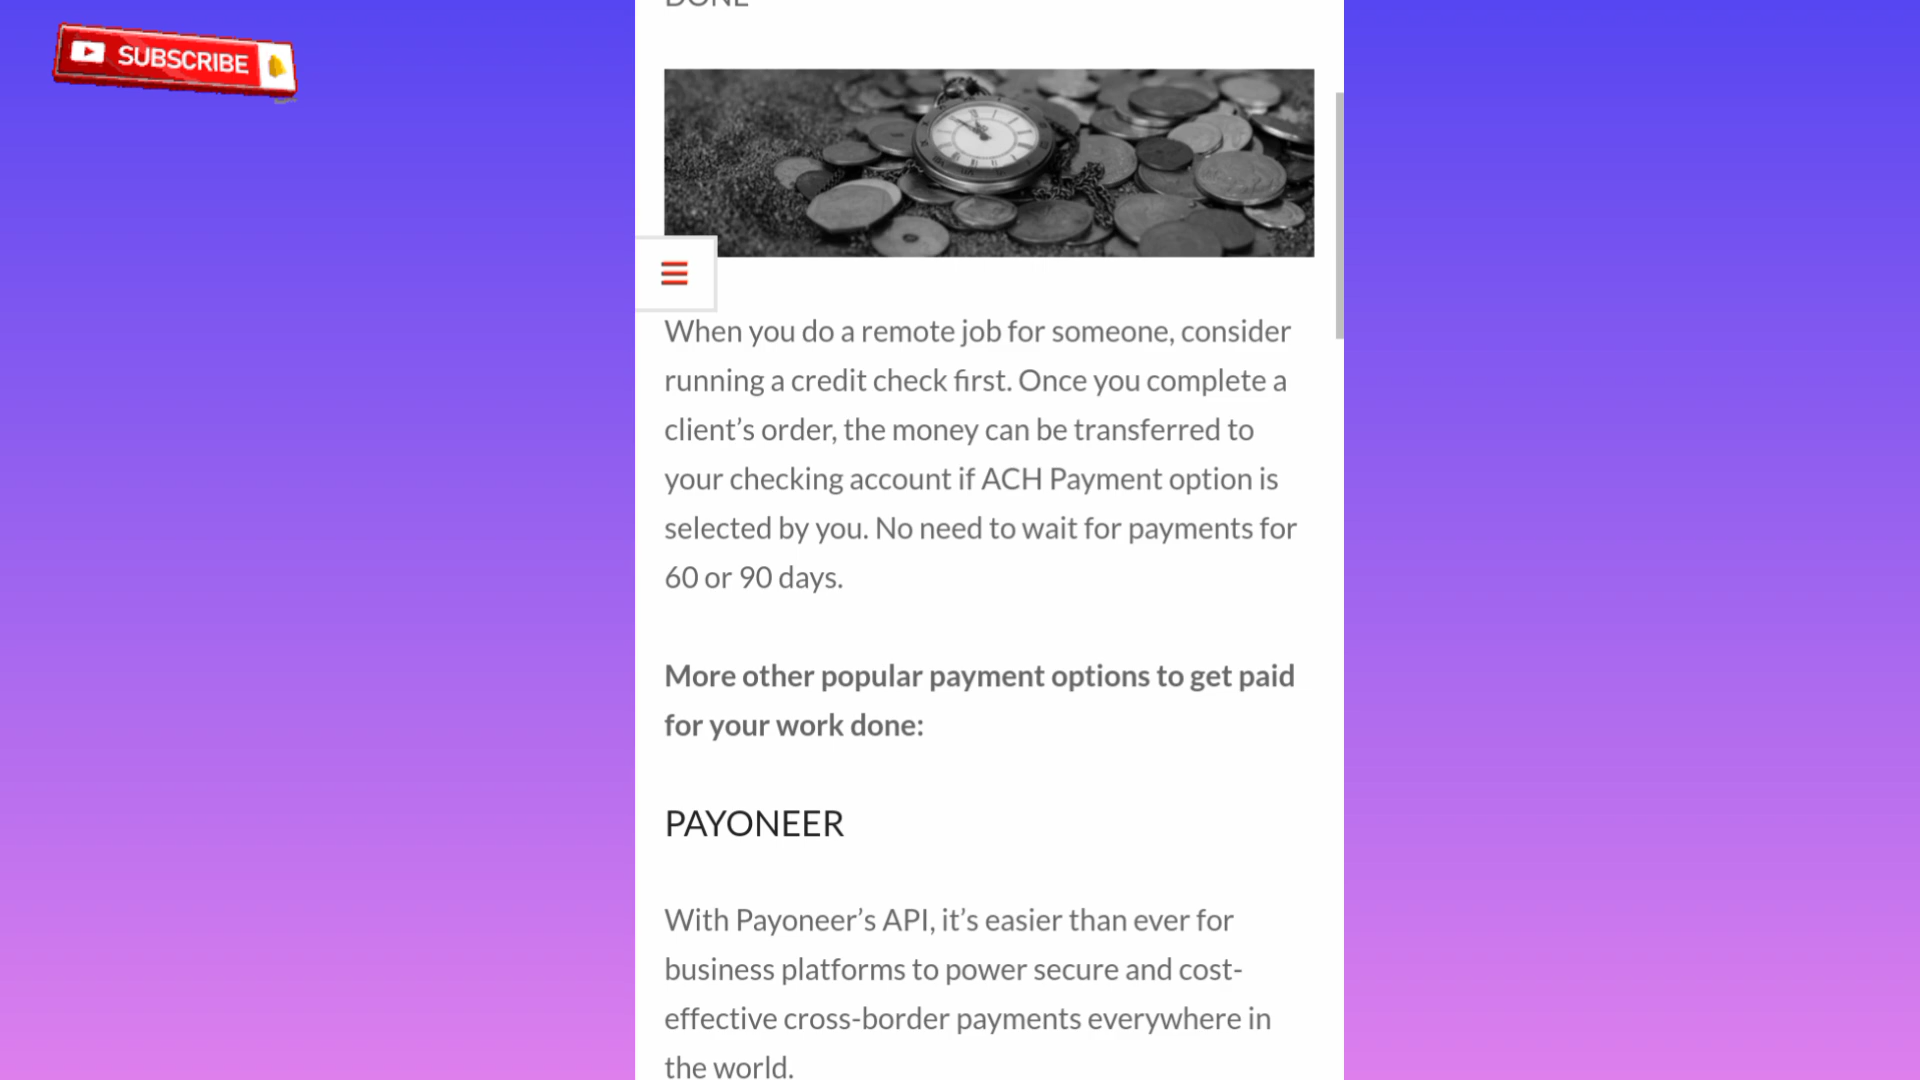 DONE
SUBSCRIBE
When you do a remote job for someone, consider
running a credit check first. Once you complete a
client’s order, the money can be transferred to
your checking account if ACH Payment option is
selected by you. No need to wait for payments for
60 or 90 days.
More other popular payment options to get paid
for your work done:
PAYONEER
With Payoneer’s API, it’s easier than ever for
business platforms to power secure and cost-
effective cross-border payments everywhere in
the world.